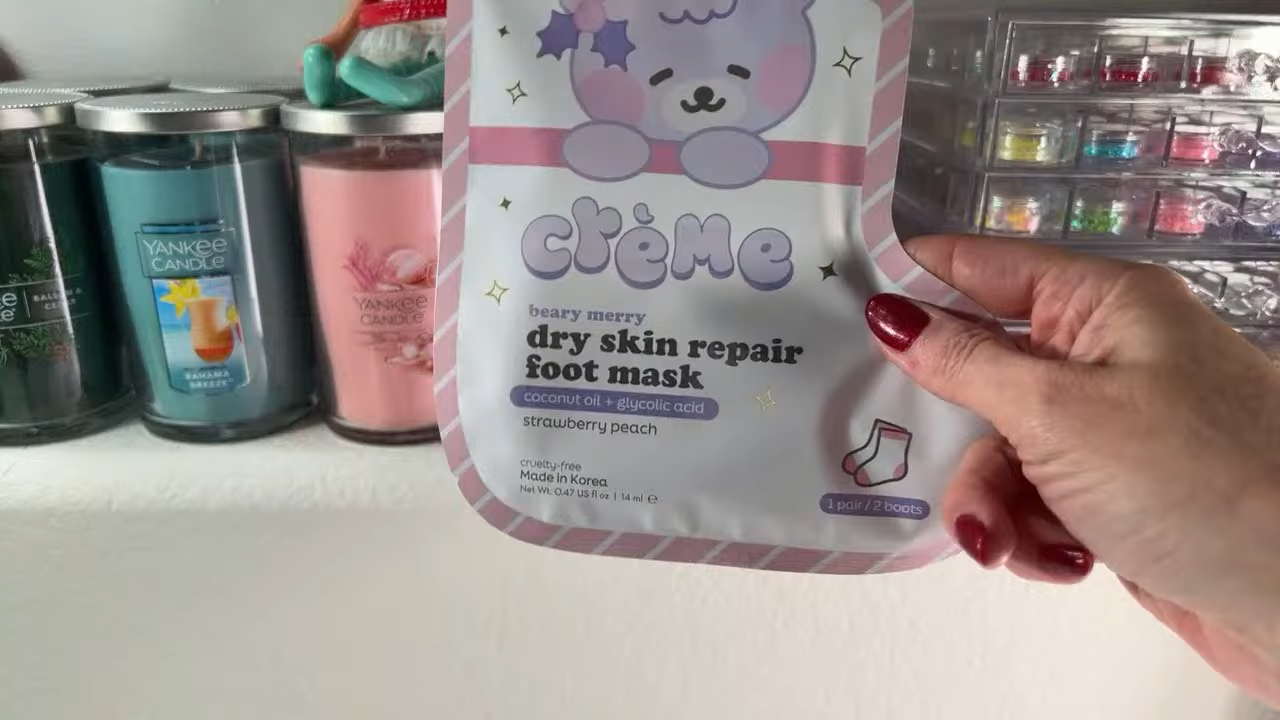 crème
beary merry
dry skin repair
foot mask
coconut oil + glycolic acid
strawberry peach
cruelty-free
Made in Korea
Net Wt. 0.47 US fl oz | 14 ml ℮
1 pair / 2 boots
YANKEE
CANDLE
BAHAMA
BREEZE
YANKEE
CANDLE
BALSAM &
CEDAR